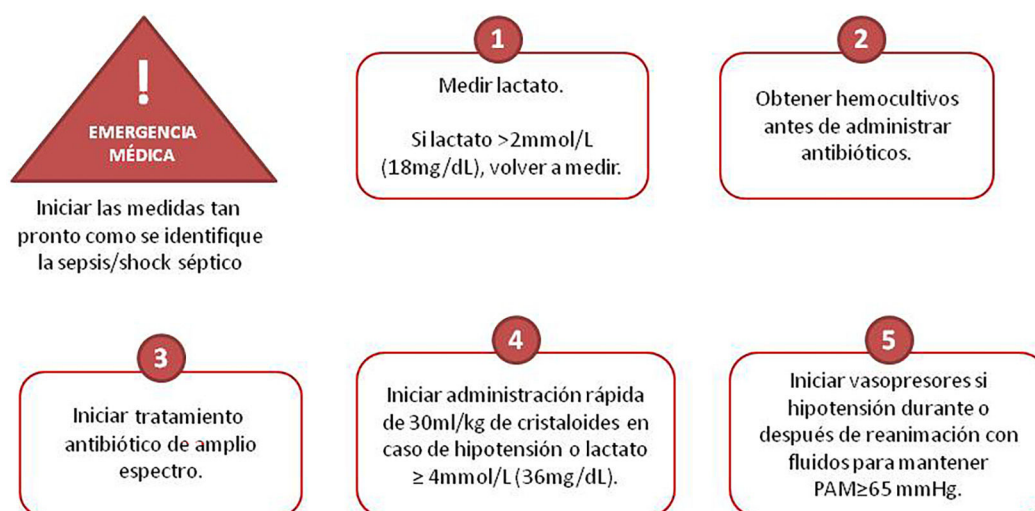 !
EMERGENCIA
MÉDICA
Iniciar las medidas tan
pronto como se identifique
la sepsis/shock séptico
1
Medir lactato.
Si lactato >2mmol/L
(18mg/dL), volver a medir.
2
Obtener hemocultivos
antes de administrar
antibióticos.
3
Iniciar tratamiento
antibiótico de amplio
espectro.
4
Iniciar administración rápida
de 30ml/kg de cristaloides en
caso de hipotensión o lactato
≥ 4mmol/L (36mg/dL).
5
Iniciar vasopresores si
hipotensión durante o
después de reanimación con
fluidos para mantener
PAM≥65 mmHg.